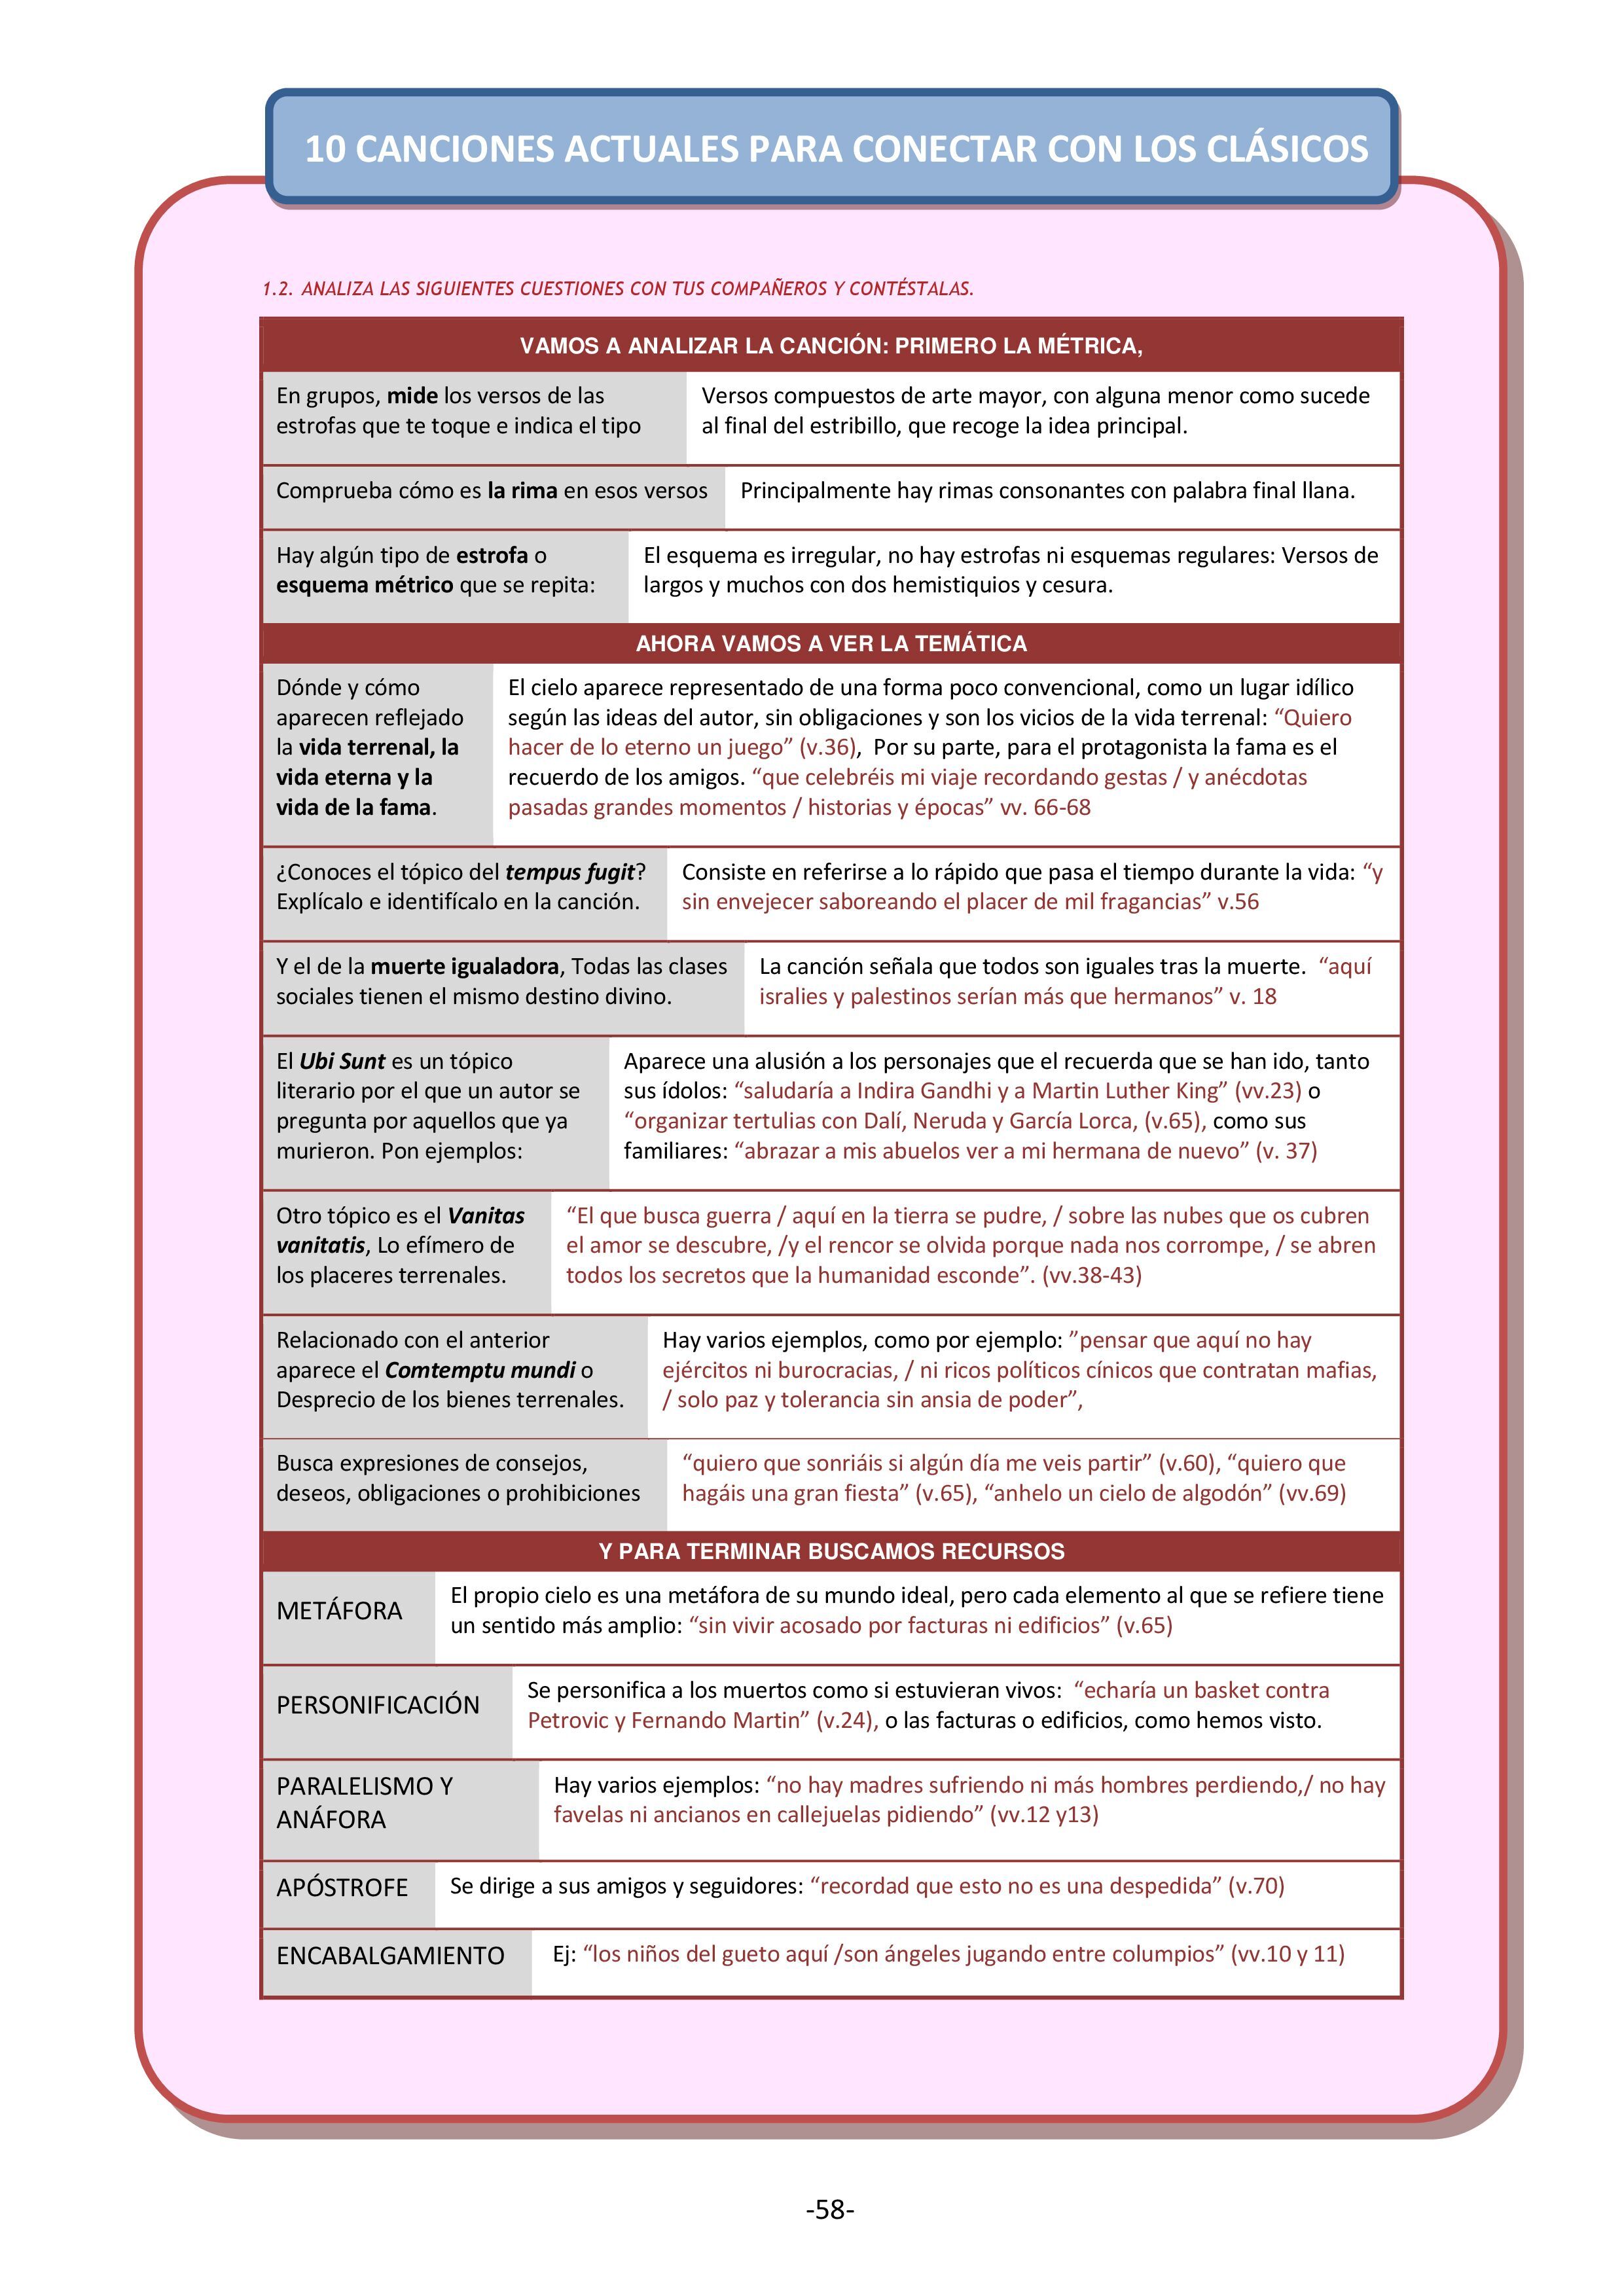 10 CANCIONES ACTUALES PARA CONECTAR CON LOS CLÁSICOS
1.2. ANALIZA LAS SIGUIENTES CUESTIONES CON TUS COMPAÑEROS Y CONTÉSTALAS.
VAMOS A ANALIZAR LA CANCIÓN: PRIMERO LA MÉTRICA,
En grupos, mide los versos de las
estrofas que te toque e indica el tipo
Versos compuestos de arte mayor, con alguna menor como sucede
al final del estribillo, que recoge la idea principal.
Comprueba cómo es la rima en esos versos
Principalmente hay rimas consonantes con palabra final llana.
Hay algún tipo de estrofa o
esquema métrico que se repita:
El esquema es irregular, no hay estrofas ni esquemas regulares: Versos de
largos y muchos con dos hemistiquios y cesura.
AHORA VAMOS A VER LA TEMÁTICA
Dónde y cómo
aparecen reflejado
la vida terrenal, la
vida eterna y la
vida de la fama.
El cielo aparece representado de una forma poco convencional, como un lugar idílico
según las ideas del autor, sin obligaciones y son los vicios de la vida terrenal: “Quiero
hacer de lo eterno un juego” (v.36), Por su parte, para el protagonista la fama es el
recuerdo de los amigos. “que celebréis mi viaje recordando gestas / y anécdotas
pasadas grandes momentos / historias y épocas” vv. 66-68
¿Conoces el tópico del tempus fugit?
Explícalo e identifícalo en la canción.
Consiste en referirse a lo rápido que pasa el tiempo durante la vida: “y
sin envejecer saboreando el placer de mil fragancias” v.56
Y el de la muerte igualadora, Todas las clases
sociales tienen el mismo destino divino.
La canción señala que todos son iguales tras la muerte. “aquí
isralies y palestinos serían más que hermanos” v. 18
El Ubi Sunt es un tópico
literario por el que un autor se
pregunta por aquellos que ya
murieron. Pon ejemplos:
Aparece una alusión a los personajes que el recuerda que se han ido, tanto
sus ídolos: “saludaría a Indira Gandhi y a Martin Luther King” (vv.23) o
“organizar tertulias con Dalí, Neruda y García Lorca, (v.65), como sus
familiares: “abrazar a mis abuelos ver a mi hermana de nuevo” (v. 37)
Otro tópico es el Vanitas
vanitatis, Lo efímero de
los placeres terrenales.
“El que busca guerra / aquí en la tierra se pudre, / sobre las nubes que os cubren
el amor se descubre, /y el rencor se olvida porque nada nos corrompe, / se abren
todos los secretos que la humanidad esconde”. (vv.38-43)
Relacionado con el anterior
aparece el Comtemptu mundi o
Desprecio de los bienes terrenales.
Hay varios ejemplos, como por ejemplo: ”pensar que aquí no hay
ejércitos ni burocracias, / ni ricos políticos cínicos que contratan mafias,
/ solo paz y tolerancia sin ansia de poder”,
Busca expresiones de consejos,
deseos, obligaciones o prohibiciones
“quiero que sonriáis si algún día me veis partir” (v.60), “quiero que
hagáis una gran fiesta” (v.65), “anhelo un cielo de algodón” (vv.69)
Y PARA TERMINAR BUSCAMOS RECURSOS
METÁFORA
El propio cielo es una metáfora de su mundo ideal, pero cada elemento al que se refiere tiene
un sentido más amplio: “sin vivir acosado por facturas ni edificios” (v.65)
PERSONIFICACIÓN
Se personifica a los muertos como si estuvieran vivos: “echaría un basket contra
Petrovic y Fernando Martin” (v.24), o las facturas o edificios, como hemos visto.
PARALELISMO Y
ANÁFORA
Hay varios ejemplos: “no hay madres sufriendo ni más hombres perdiendo,/ no hay
favelas ni ancianos en callejuelas pidiendo” (vv.12 y13)
APÓSTROFE
Se dirige a sus amigos y seguidores: “recordad que esto no es una despedida” (v.70)
ENCABALGAMIENTO
Ej: “los niños del gueto aquí /son ángeles jugando entre columpios” (vv.10 y 11)
-58-